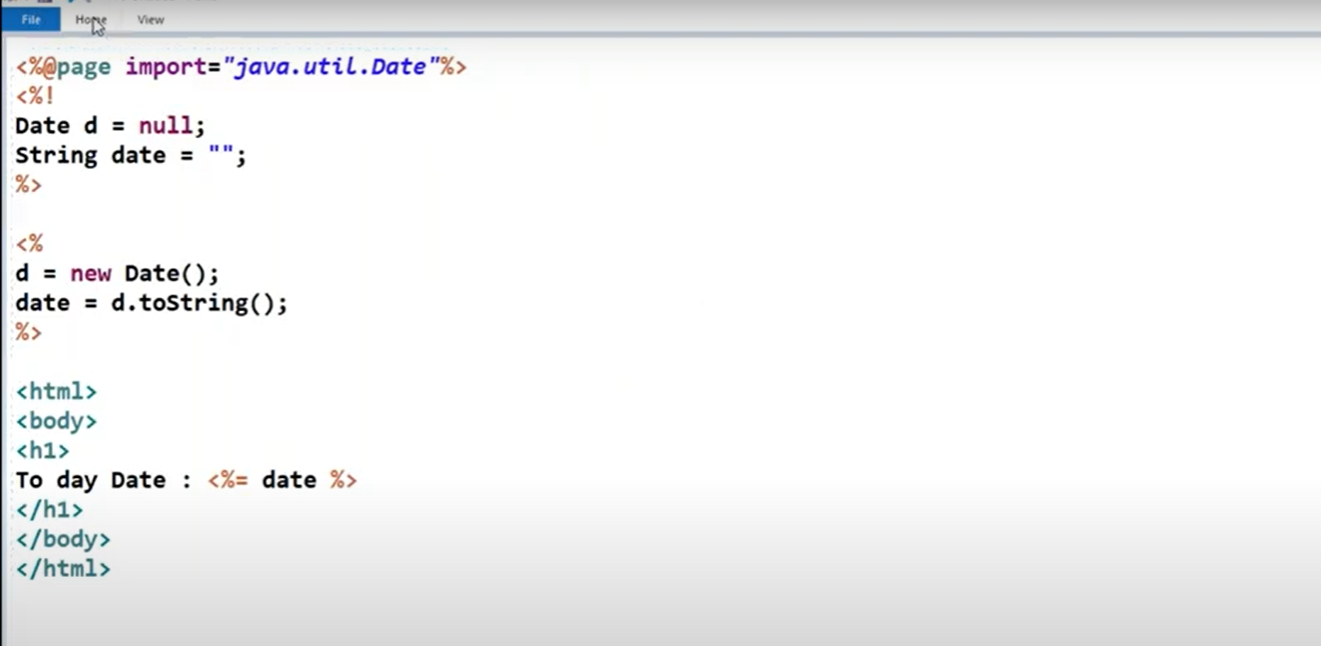 File Home View
<%@page import="java.util.Date"%>
<%!
Date d = null;
String date = "";
%>
<%
d = new Date();
date = d.toString();
%>
<html>
<body>
<h1>
To day Date : <%= date %>
</h1>
</body>
</html>